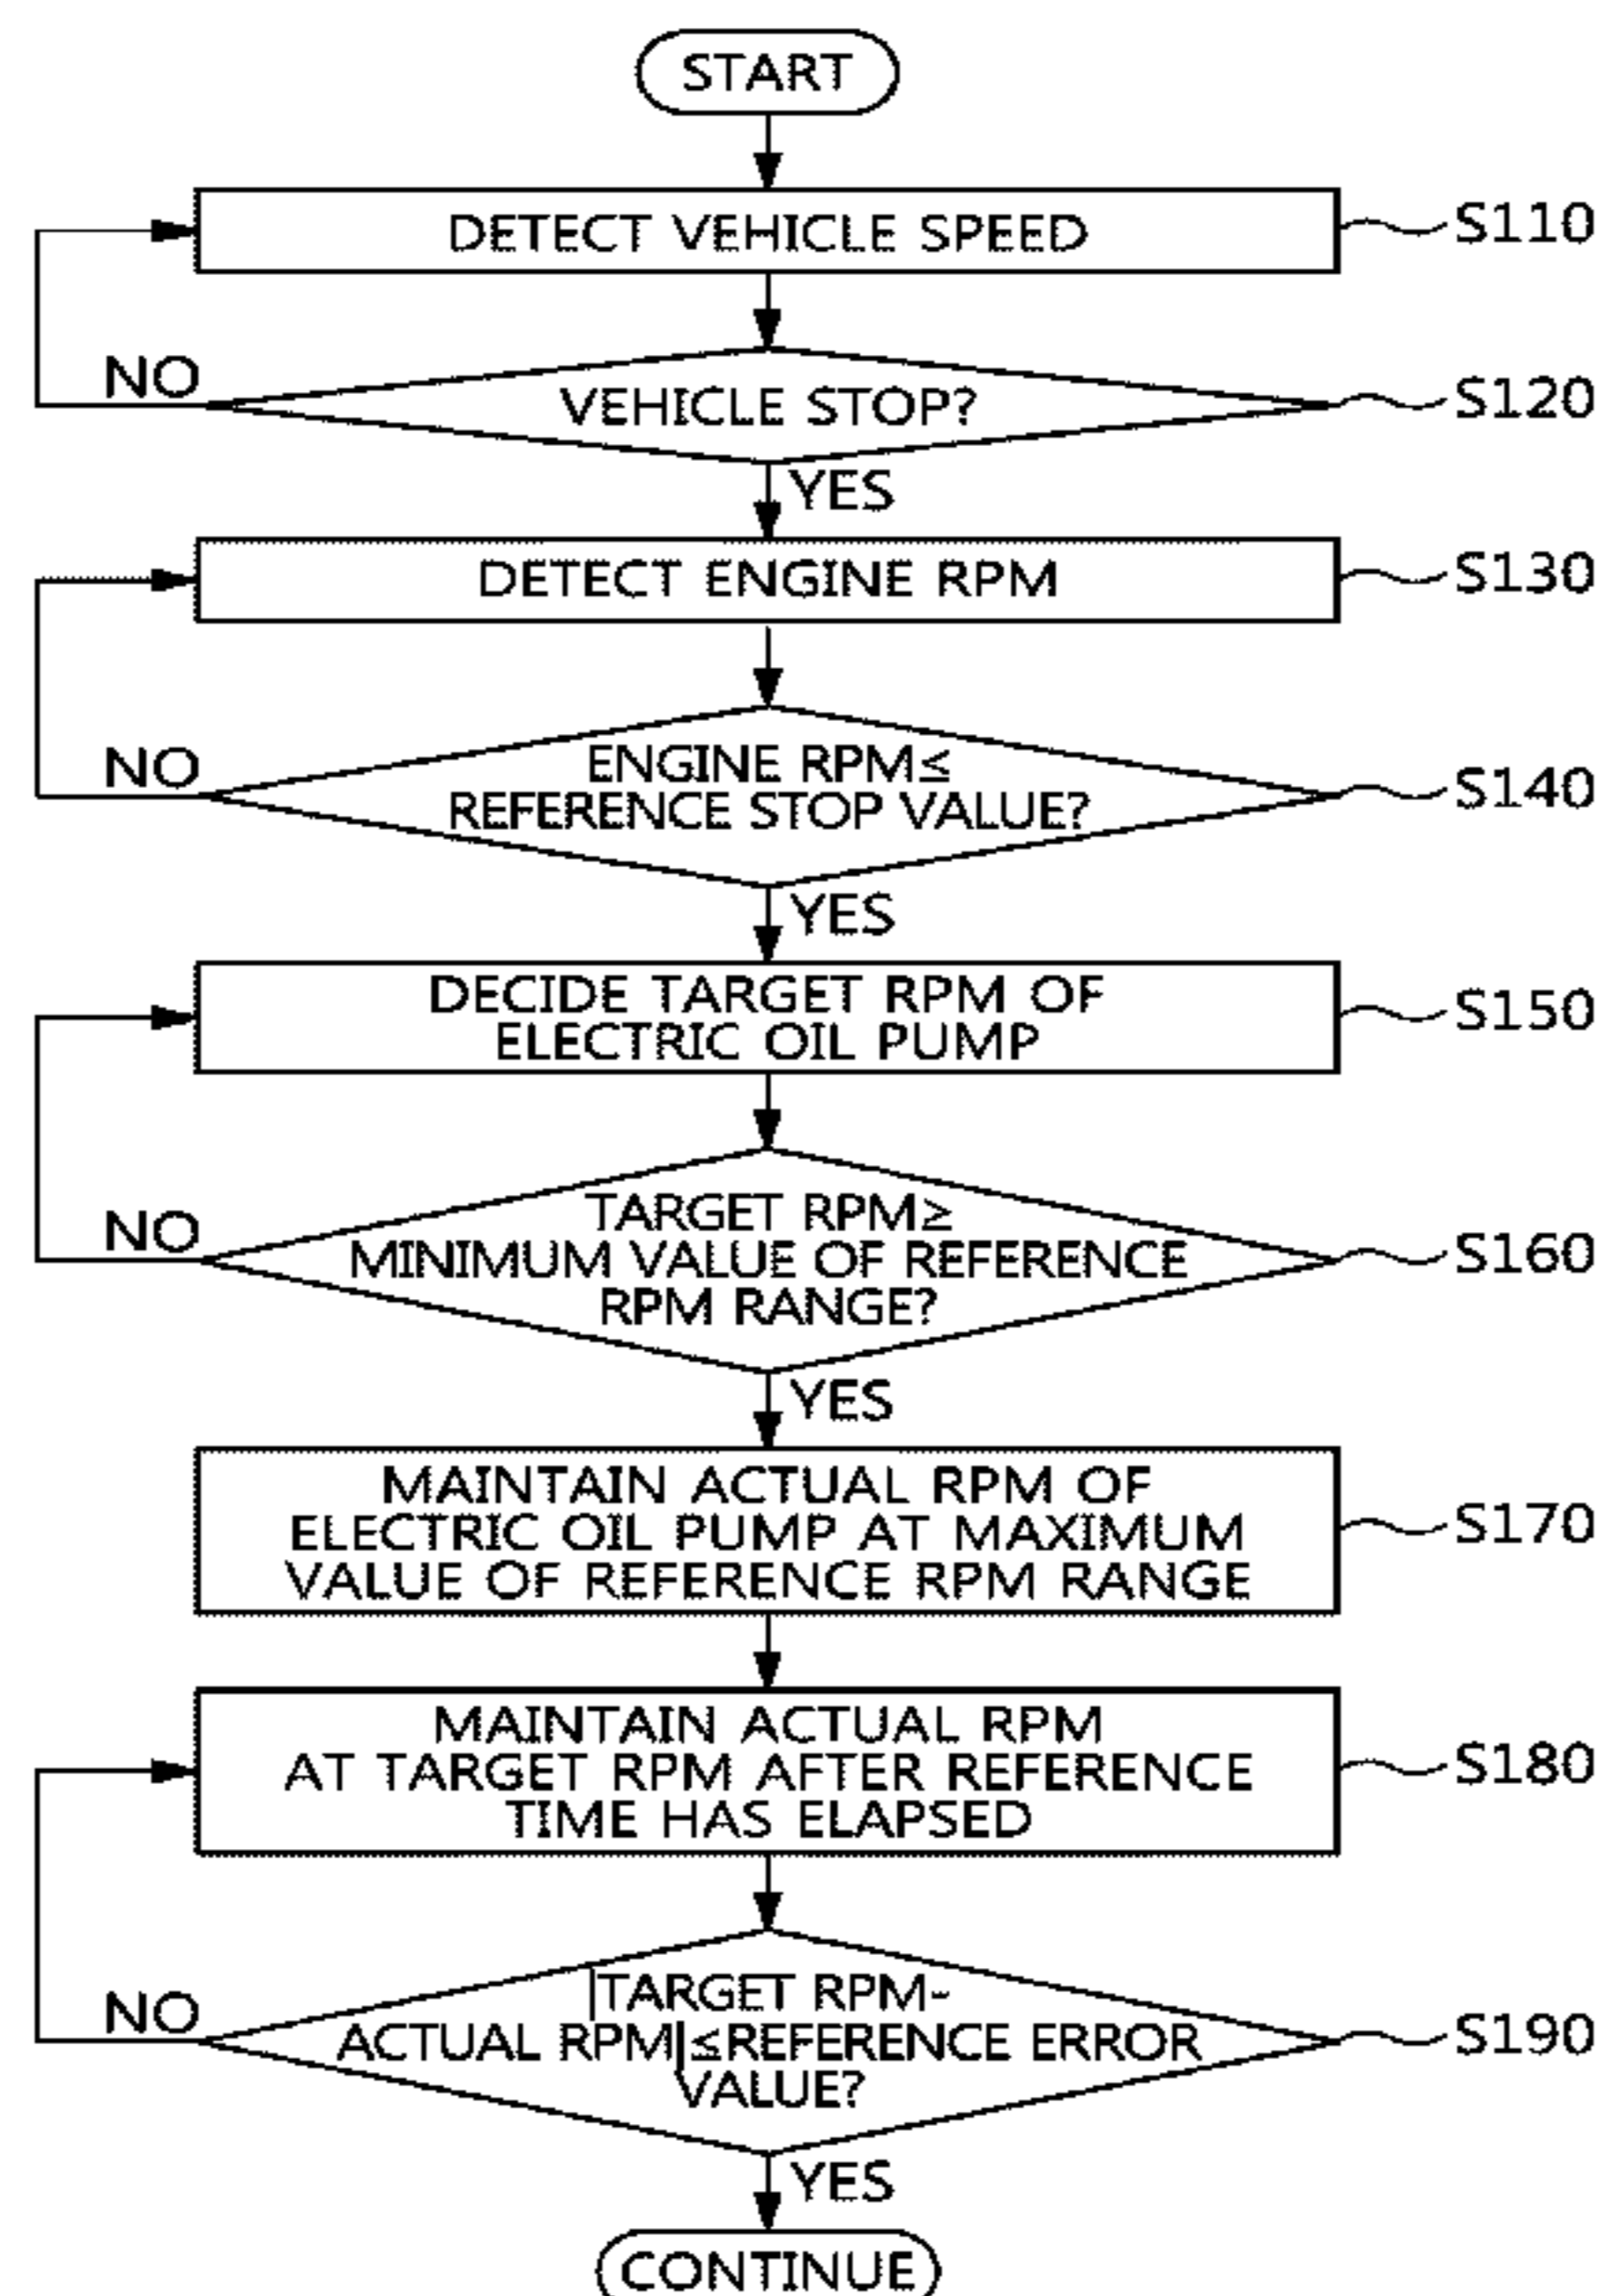 START
DETECT VEHICLE SPEED
S110
NO
VEHICLE STOP?
S120
YES
DETECT ENGINE RPM
S130
NO
ENGINE RPM≤
REFERENCE STOP VALUE?
S140
YES
DECIDE TARGET RPM OF
ELECTRIC OIL PUMP
S150
NO
TARGET RPM≥
MINIMUM VALUE OF REFERENCE
RPM RANGE?
S160
YES
MAINTAIN ACTUAL RPM OF
ELECTRIC OIL PUMP AT MAXIMUM
VALUE OF REFERENCE RPM RANGE
S170
MAINTAIN ACTUAL RPM
AT TARGET RPM AFTER REFERENCE
TIME HAS ELAPSED
S180
NO
|TARGET RPM-
ACTUAL RPM|≤REFERENCE ERROR
VALUE?
S190
YES
CONTINUE